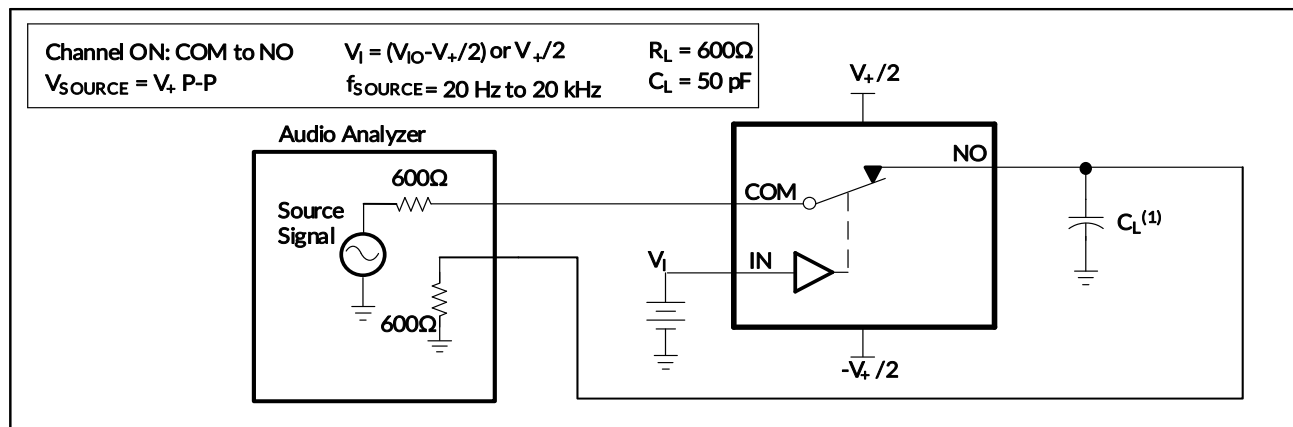 Channel ON: COM to NO V_I = (V_IO-V_+/2) or V_+/2 R_L = 600Ω
V_SOURCE = V_+ P-P f_SOURCE = 20 Hz to 20 kHz C_L = 50 pF
V_+/2
Audio Analyzer
600Ω
NO
COM
Source
Signal
C_L^(1)
V_I
IN
600Ω
-V_+/2